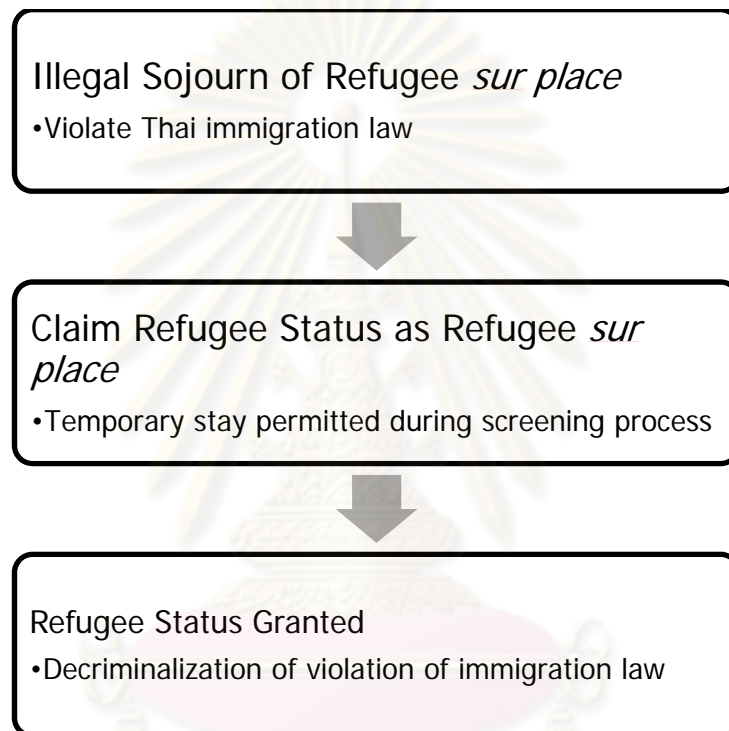 Illegal Sojourn of Refugee sur place
•Violate Thai immigration law
Claim Refugee Status as Refugee sur
place
•Temporary stay permitted during screening process
Refugee Status Granted
•Decriminalization of violation of immigration law